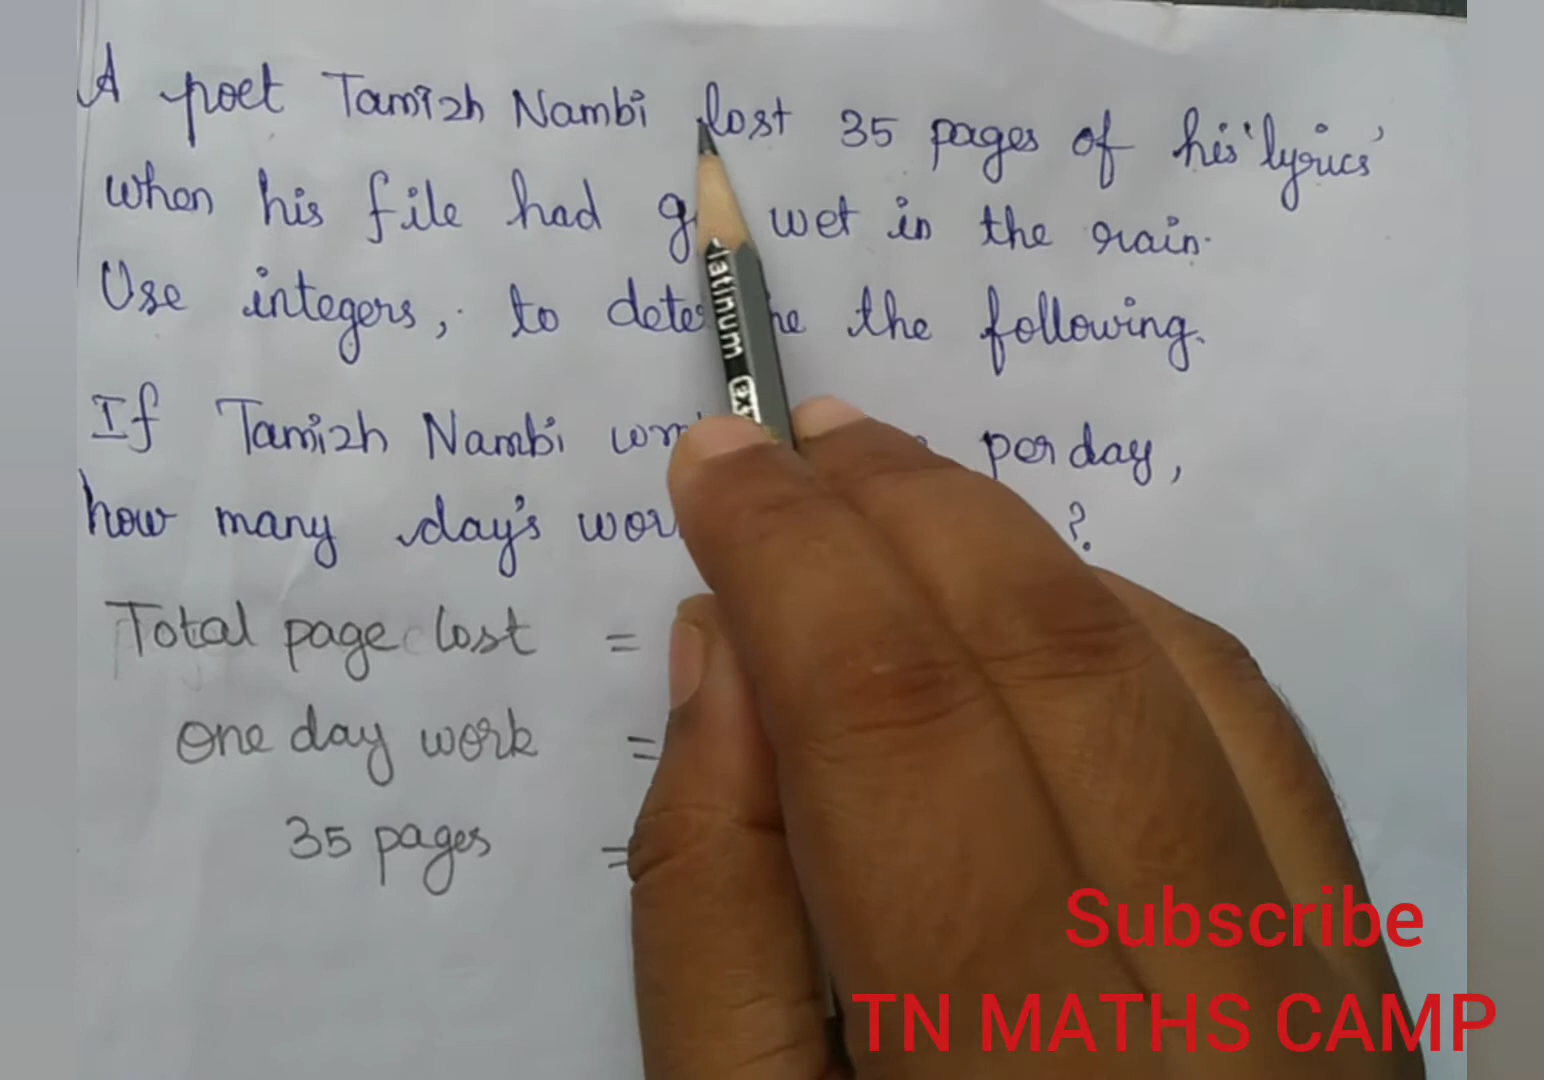 A poet Tamizh Nambi lost 35 pages of his 'lyrics'
when his file had wet in the rain.
Use integers, to the following.
If Tamizh Nambi per day,
how many day's ?
Total page lost =
one day work =
35 pages =
Platinum
Subscribe
TN MATHS CAMP